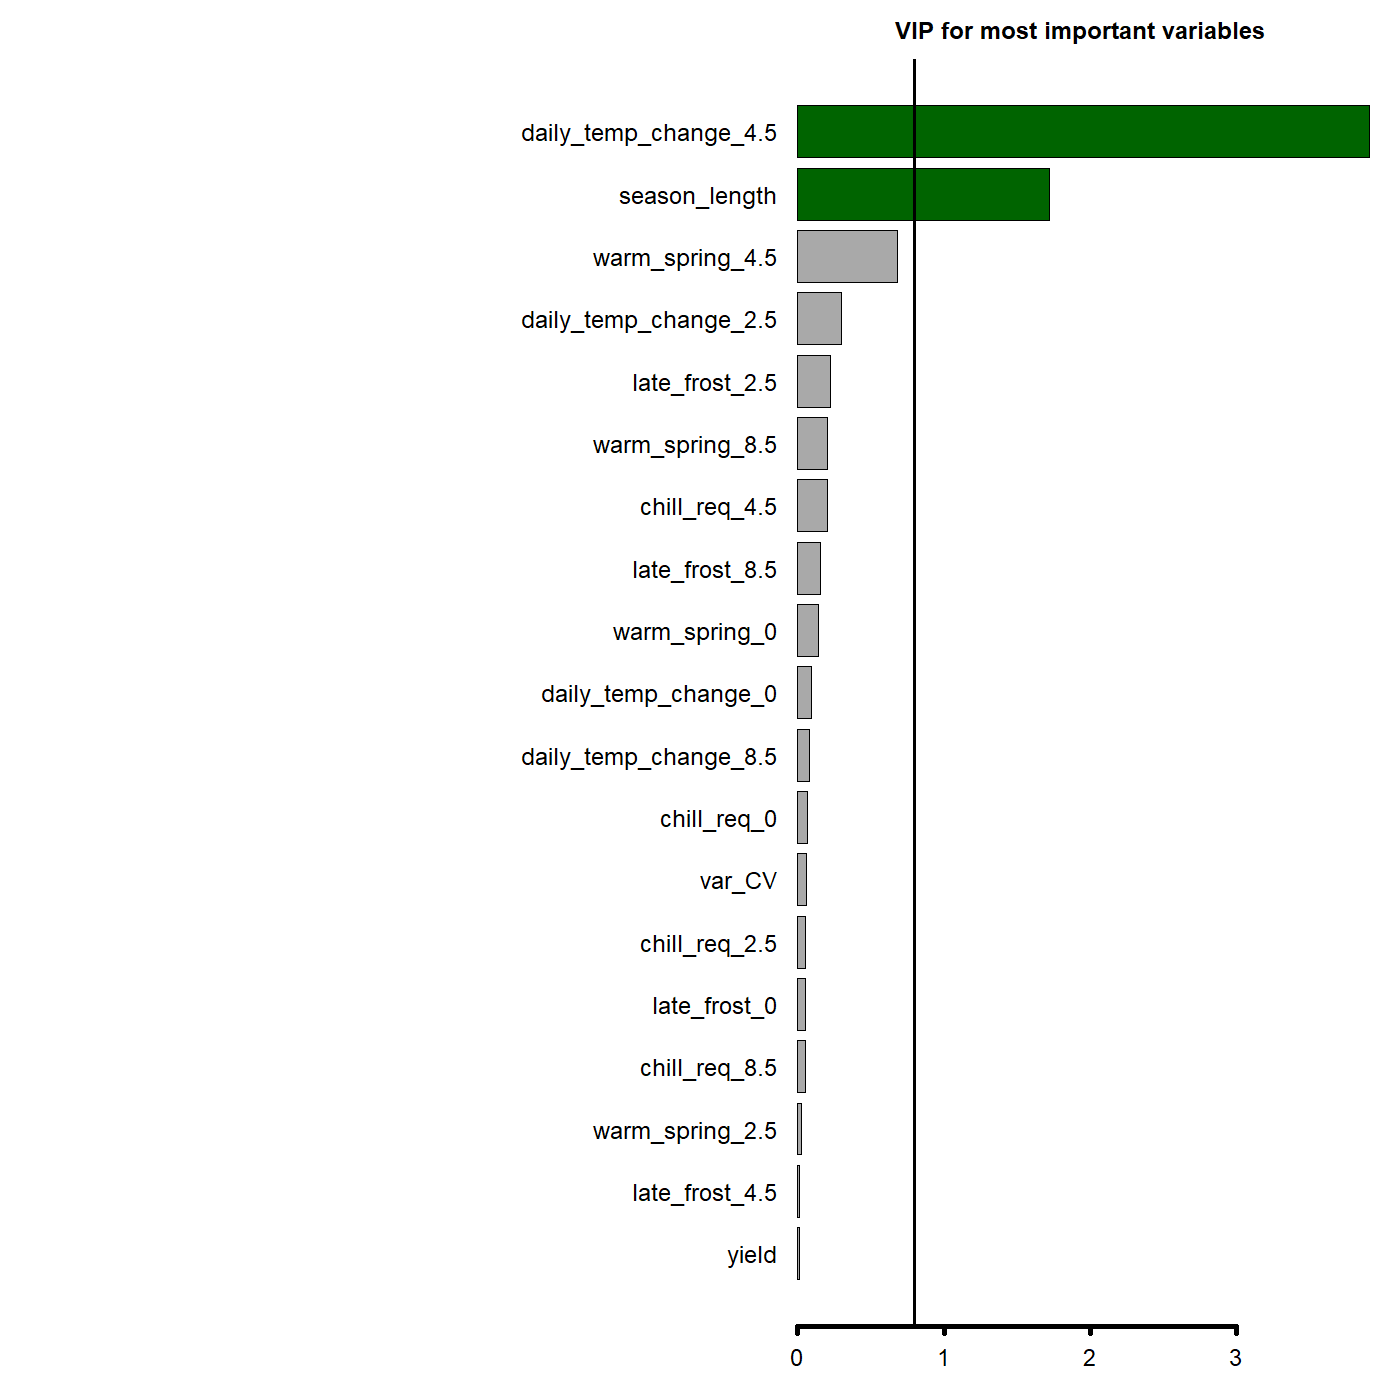 VIP for most important variables
daily_temp_change_4.5
season_length
warm_spring_4.5
daily_temp_change_2.5
late_frost_2.5
warm_spring_8.5
chill_req_4.5
late_frost_8.5
warm_spring_0
daily_temp_change_0
daily_temp_change_8.5
chill_req_0
var_CV
chill_req_2.5
late_frost_0
chill_req_8.5
warm_spring_2.5
late_frost_4.5
yield
0 1 2 3